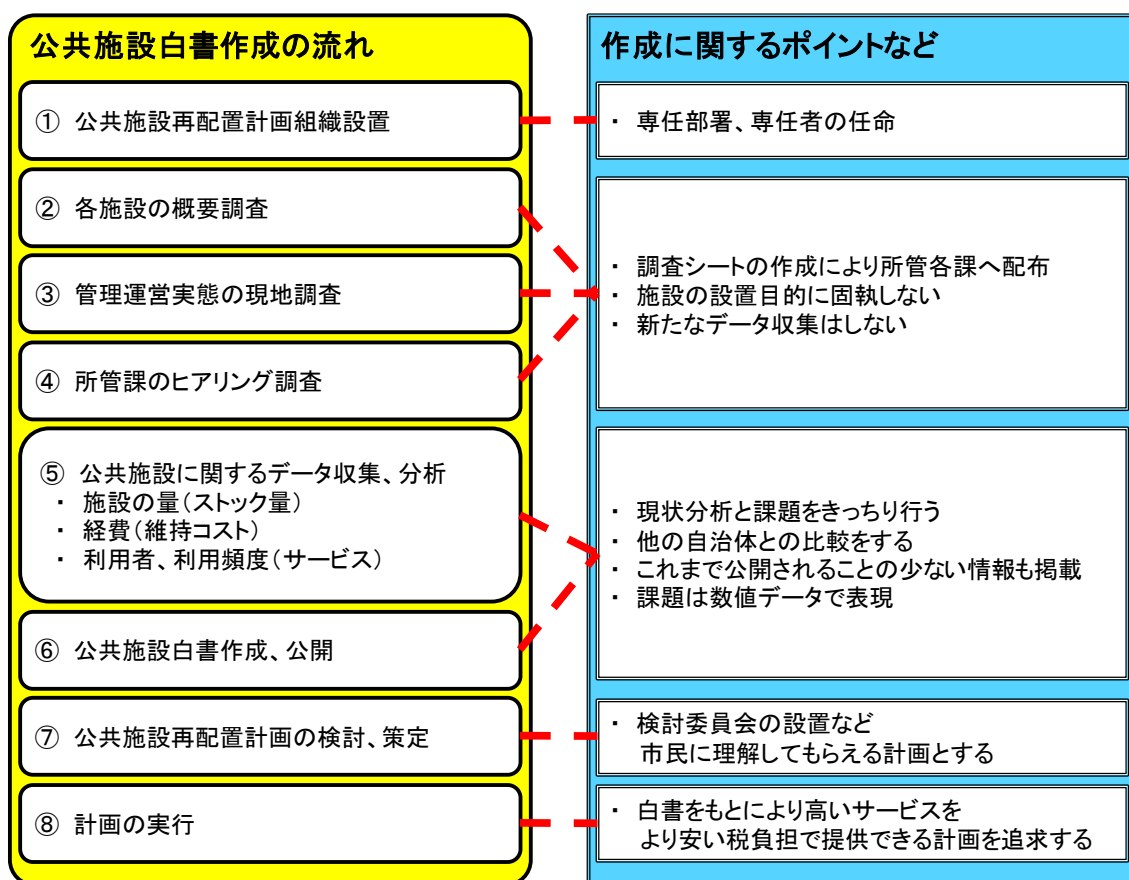 公共施設白書作成の流れ
① 公共施設再配置計画組織設置
② 各施設の概要調査
③ 管理運営実態の現地調査
④ 所管課のヒアリング調査
⑤ 公共施設に関するデータ収集、分析
・ 施設の量(ストック量)
・ 経費(維持コスト)
・ 利用者、利用頻度(サービス)
⑥ 公共施設白書作成、公開
⑦ 公共施設再配置計画の検討、策定
⑧ 計画の実行
作成に関するポイントなど
・ 専任部署、専任者の任命
・ 調査シートの作成により所管各課へ配布
・ 施設の設置目的に固執しない
・ 新たなデータ収集はしない
・ 現状分析と課題をきっちり行う
・ 他の自治体との比較をする
・ これまで公開されることの少ない情報も掲載
・ 課題は数値データで表現
・ 検討委員会の設置など
市民に理解してもらえる計画とする
・ 白書をもとにより高いサービスを
より安い税負担で提供できる計画を追求する